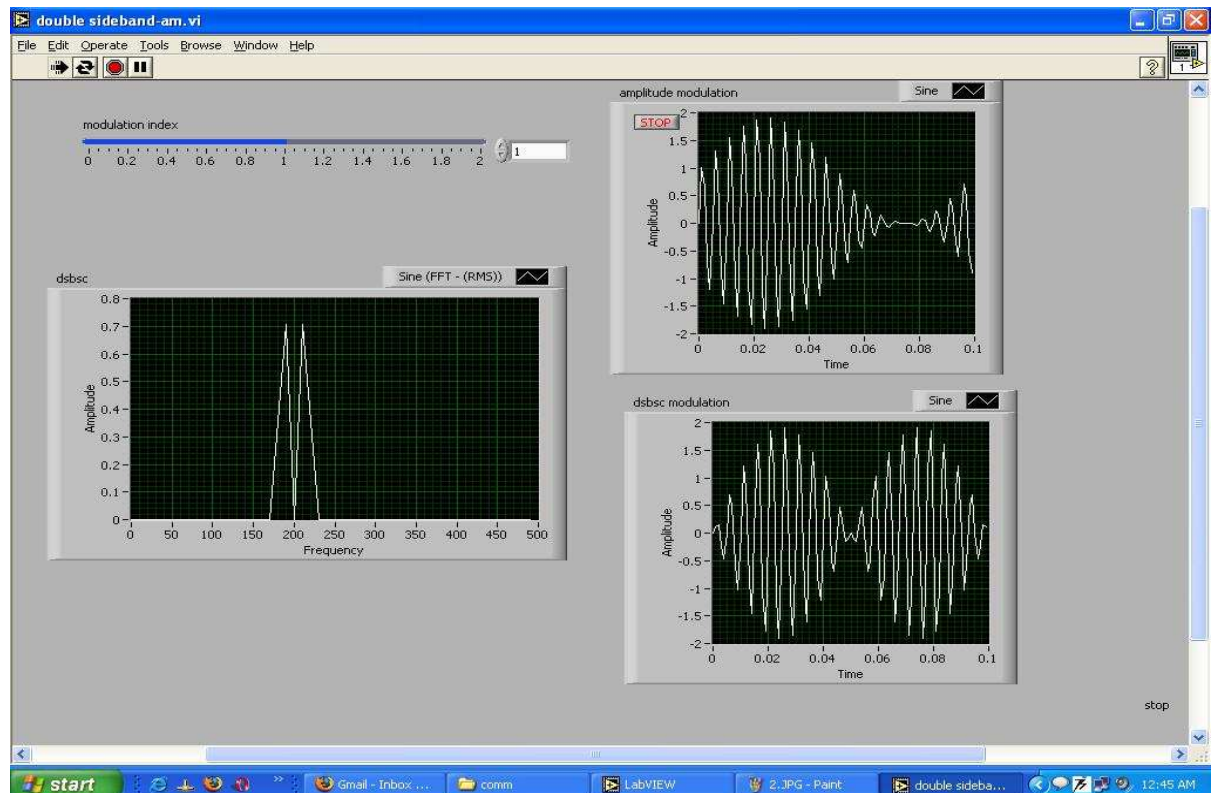 double sideband-am.vi
File Edit Operate Tools Browse Window Help
1
modulation index
0 0.2 0.4 0.6 0.8 1 1.2 1.4 1.6 1.8 2
1
amplitude modulation
Sine
STOP
2
1.5
1
0.5
0
-0.5
-1
-1.5
-2
Amplitude
0 0.02 0.04 0.06 0.08 0.1
Time
dsbsc
Sine (FFT - (RMS))
0.8
0.7
0.6
0.5
0.4
0.3
0.2
0.1
0
Amplitude
0 50 100 150 200 250 300 350 400 450 500
Frequency
dsbsc modulation
Sine
2
1.5
1
0.5
0
-0.5
-1
-1.5
-2
Amplitude
0 0.02 0.04 0.06 0.08 0.1
Time
stop
start
Gmail - Inbox ...
comm
LabVIEW
2.JPG - Paint
double sideba...
12:45 AM